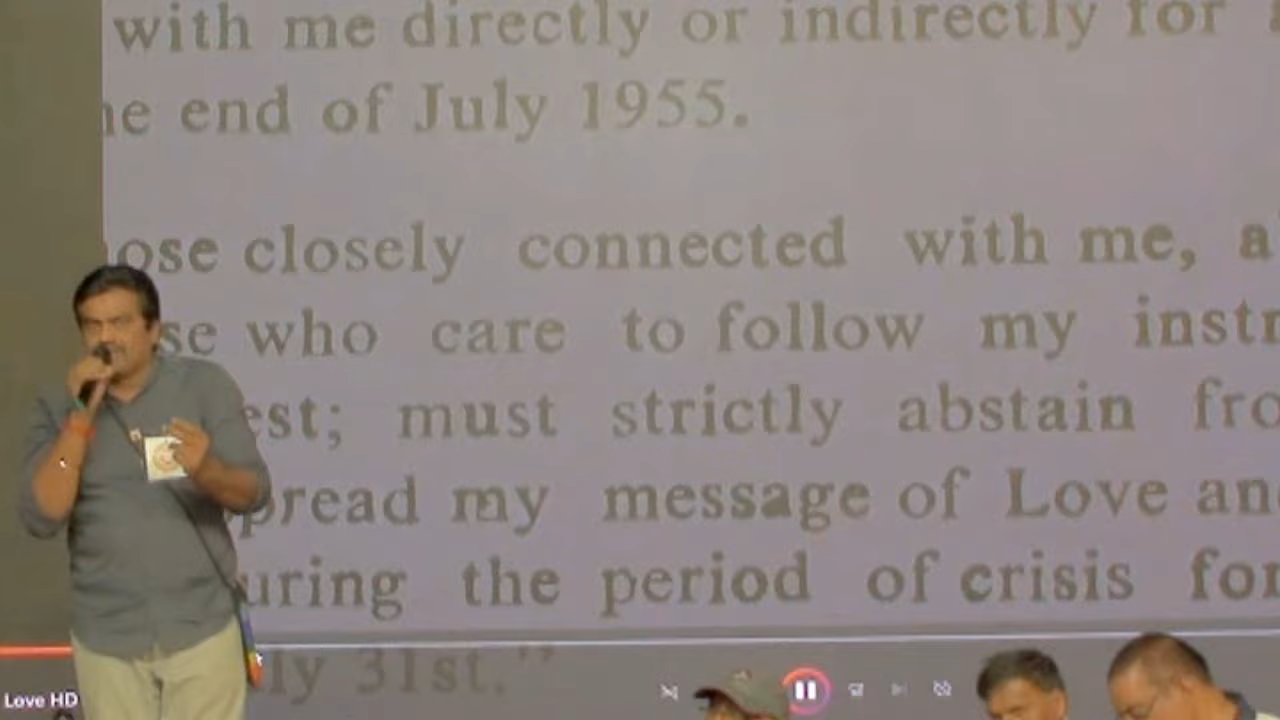 with me directly or indirectly for
he end of July 1955.
ose closely connected with me, a
se who care to follow my instr
est; must strictly abstain fro
pread my message of Love an
uring the period of crisis for
ly 31st."
Love HD